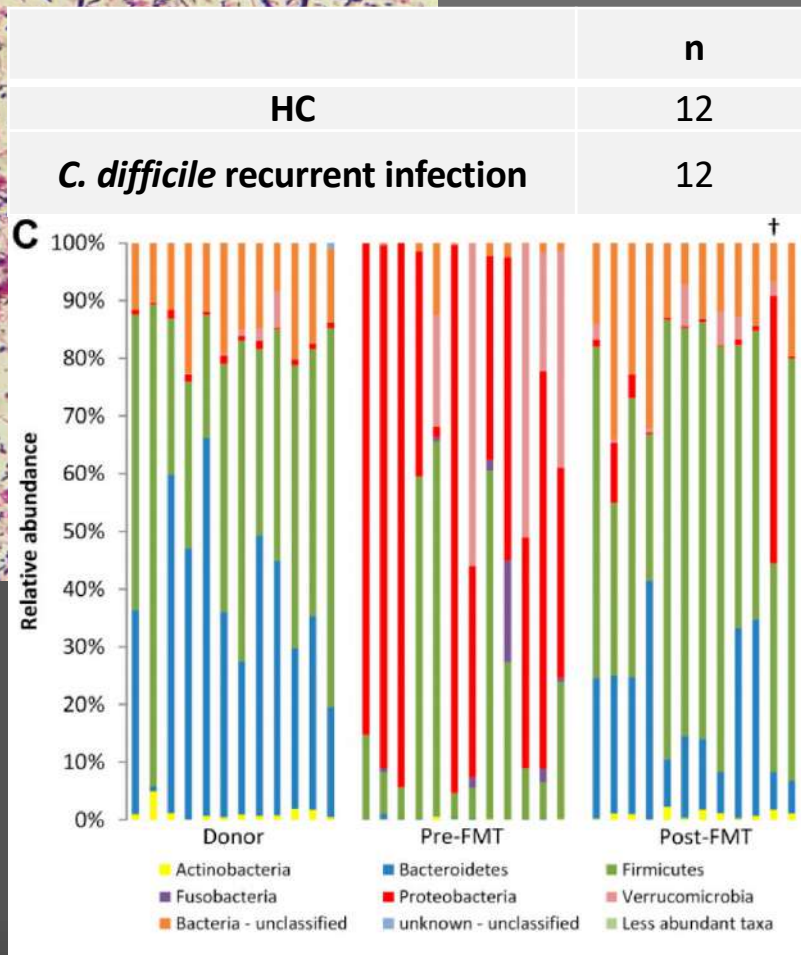 n
HC 12
C. difficile recurrent infection 12
C
†
100%
90%
80%
70%
60%
50%
40%
30%
20%
10%
0%
Relative abundance
Donor Pre-FMT Post-FMT
Actinobacteria Bacteroidetes Firmicutes
Fusobacteria Proteobacteria Verrucomicrobia
Bacteria - unclassified unknown - unclassified Less abundant taxa